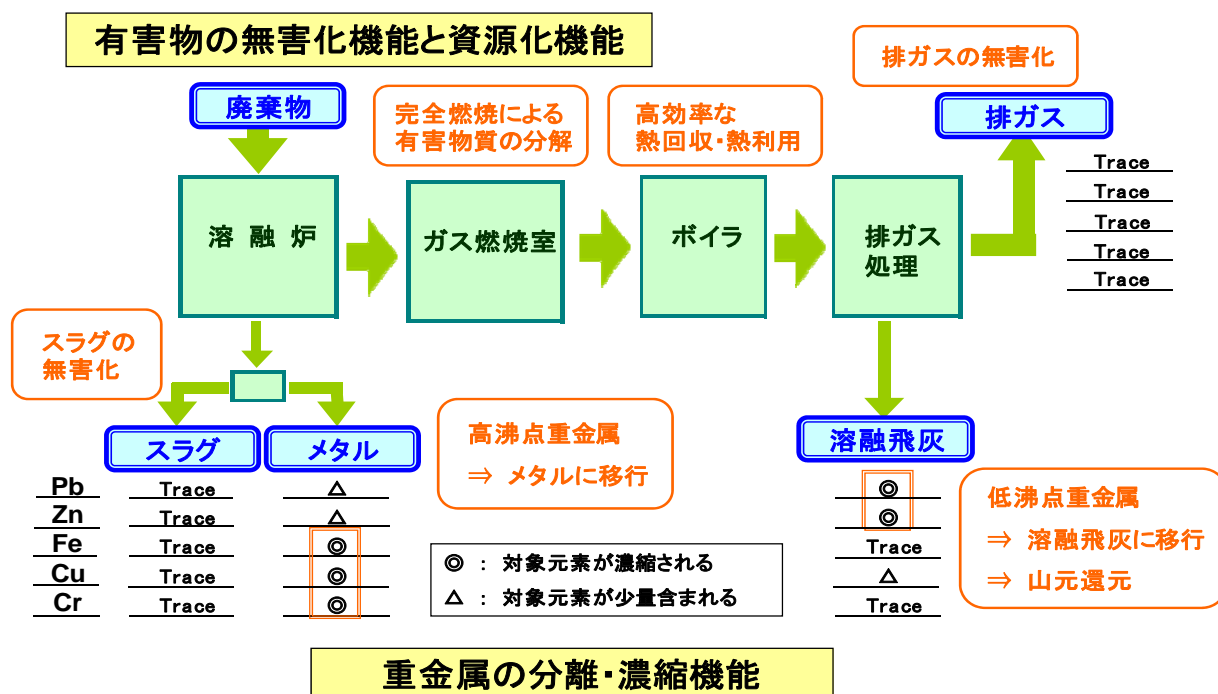 有害物の無害化機能と資源化機能
排ガスの無害化
廃棄物
完全燃焼による
有害物質の分解
高効率な
熱回収・熱利用
排ガス
溶 融 炉
ガス燃焼室
ボイラ
排ガス
処理
Trace
Trace
Trace
Trace
Trace
スラグの
無害化
スラグ
メタル
高沸点重金属
⇒ メタルに移行
溶融飛灰
Pb Trace △ ◎
Zn Trace △ ◎
Fe Trace ◎ Trace
Cu Trace ◎ △
Cr Trace ◎ Trace
◎ : 対象元素が濃縮される
△ : 対象元素が少量含まれる
低沸点重金属
⇒ 溶融飛灰に移行
⇒ 山元還元
重金属の分離・濃縮機能